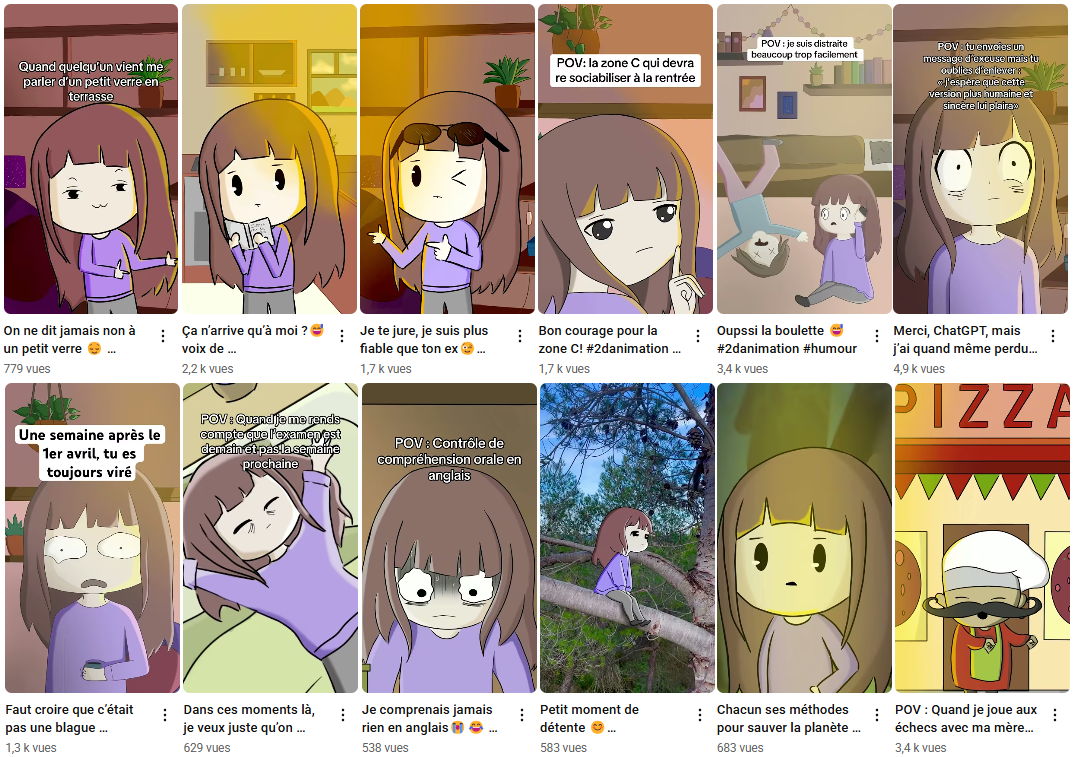 Quand quelqu'un vient me
parler d'un petit verre en
terrasse
POV: la zone C qui devra
re sociabiliser à la rentrée
POV : je suis distraite
beaucoup trop facilement
POV : tu envoies un
message d'excuse mais tu
oublies d'enlever :
«l'espère que cette
version plus humaine et
sincère lui plaira»
On ne dit jamais non à
un petit verre 😌 ...
779 vues
Ça n'arrive qu'à moi ? 😅
voix de ...
2,2 k vues
Je te jure, je suis plus
fiable que ton ex 😉 ...
1,7 k vues
Bon courage pour la
zone C! #2danimation ...
1,7 k vues
Oupssi la boulette 😅
#2danimation #humour
3,4 k vues
Merci, ChatGPT, mais
j'ai quand même perdu...
4,9 k vues
Une semaine après le
1er avril, tu es
toujours viré
POV : Quand je me rends
compte que l'examen est
demain et pas la semaine
prochaine
POV : Contrôle de
compréhension orale en
anglais
PIZZA
Faut croire que c'était
pas une blague ...
1,3 k vues
Dans ces moments là,
je veux juste qu'on ...
629 vues
Je comprenais jamais
rien en anglais 😭 😂 ...
538 vues
Petit moment de
détente 😊 ...
583 vues
Chacun ses méthodes
pour sauver la planète ...
683 vues
POV : Quand je joue aux
échecs avec ma mère...
3,4 k vues